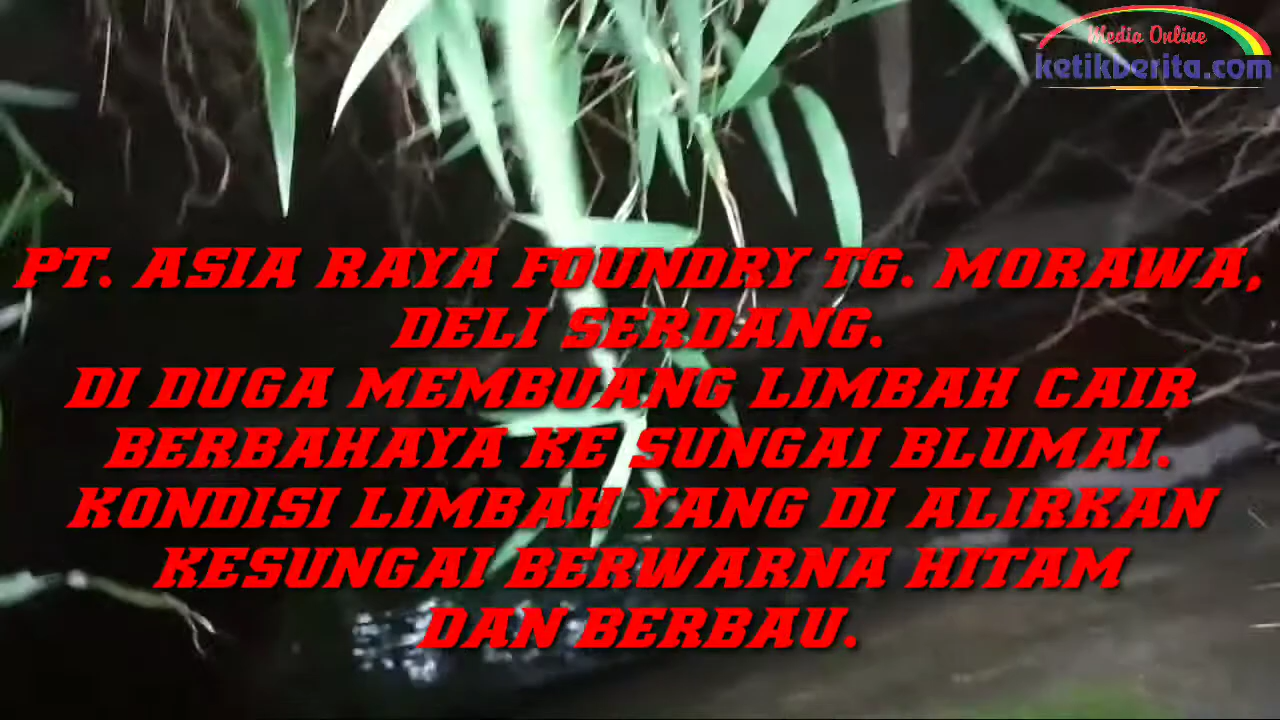 Media Online
ketikberita.com
PT. ASIA RAYA FOUNDRY TG. MORAWA,
DELI SERDANG.
DI DUGA MEMBUANG LIMBAH CAIR
BERBAHAYA KE SUNGAI BLUMAI.
KONDISI LIMBAH YANG DI ALIRKAN
KESUNGAI BERWARNA HITAM
DAN BERBAU.